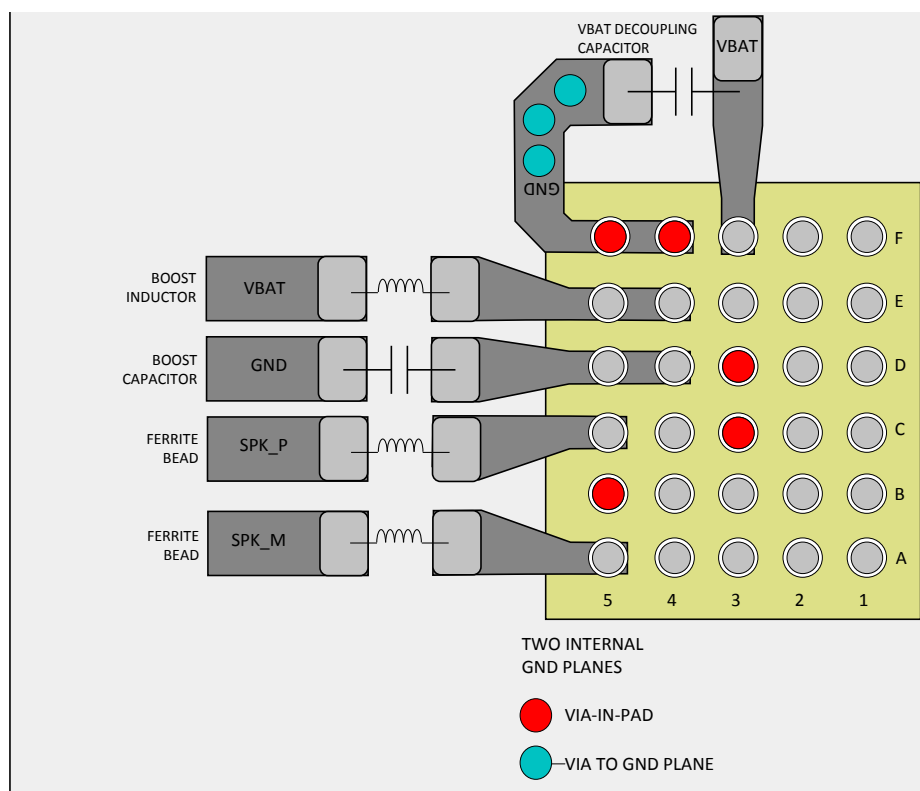 VBAT DECOUPLING
CAPACITOR
VBAT
GND
F
BOOST
INDUCTOR
VBAT
E
BOOST
CAPACITOR
GND
D
FERRITE
BEAD
SPK_P
C
B
FERRITE
BEAD
SPK_M
A
5 4 3 2 1
TWO INTERNAL
GND PLANES
VIA-IN-PAD
VIA TO GND PLANE